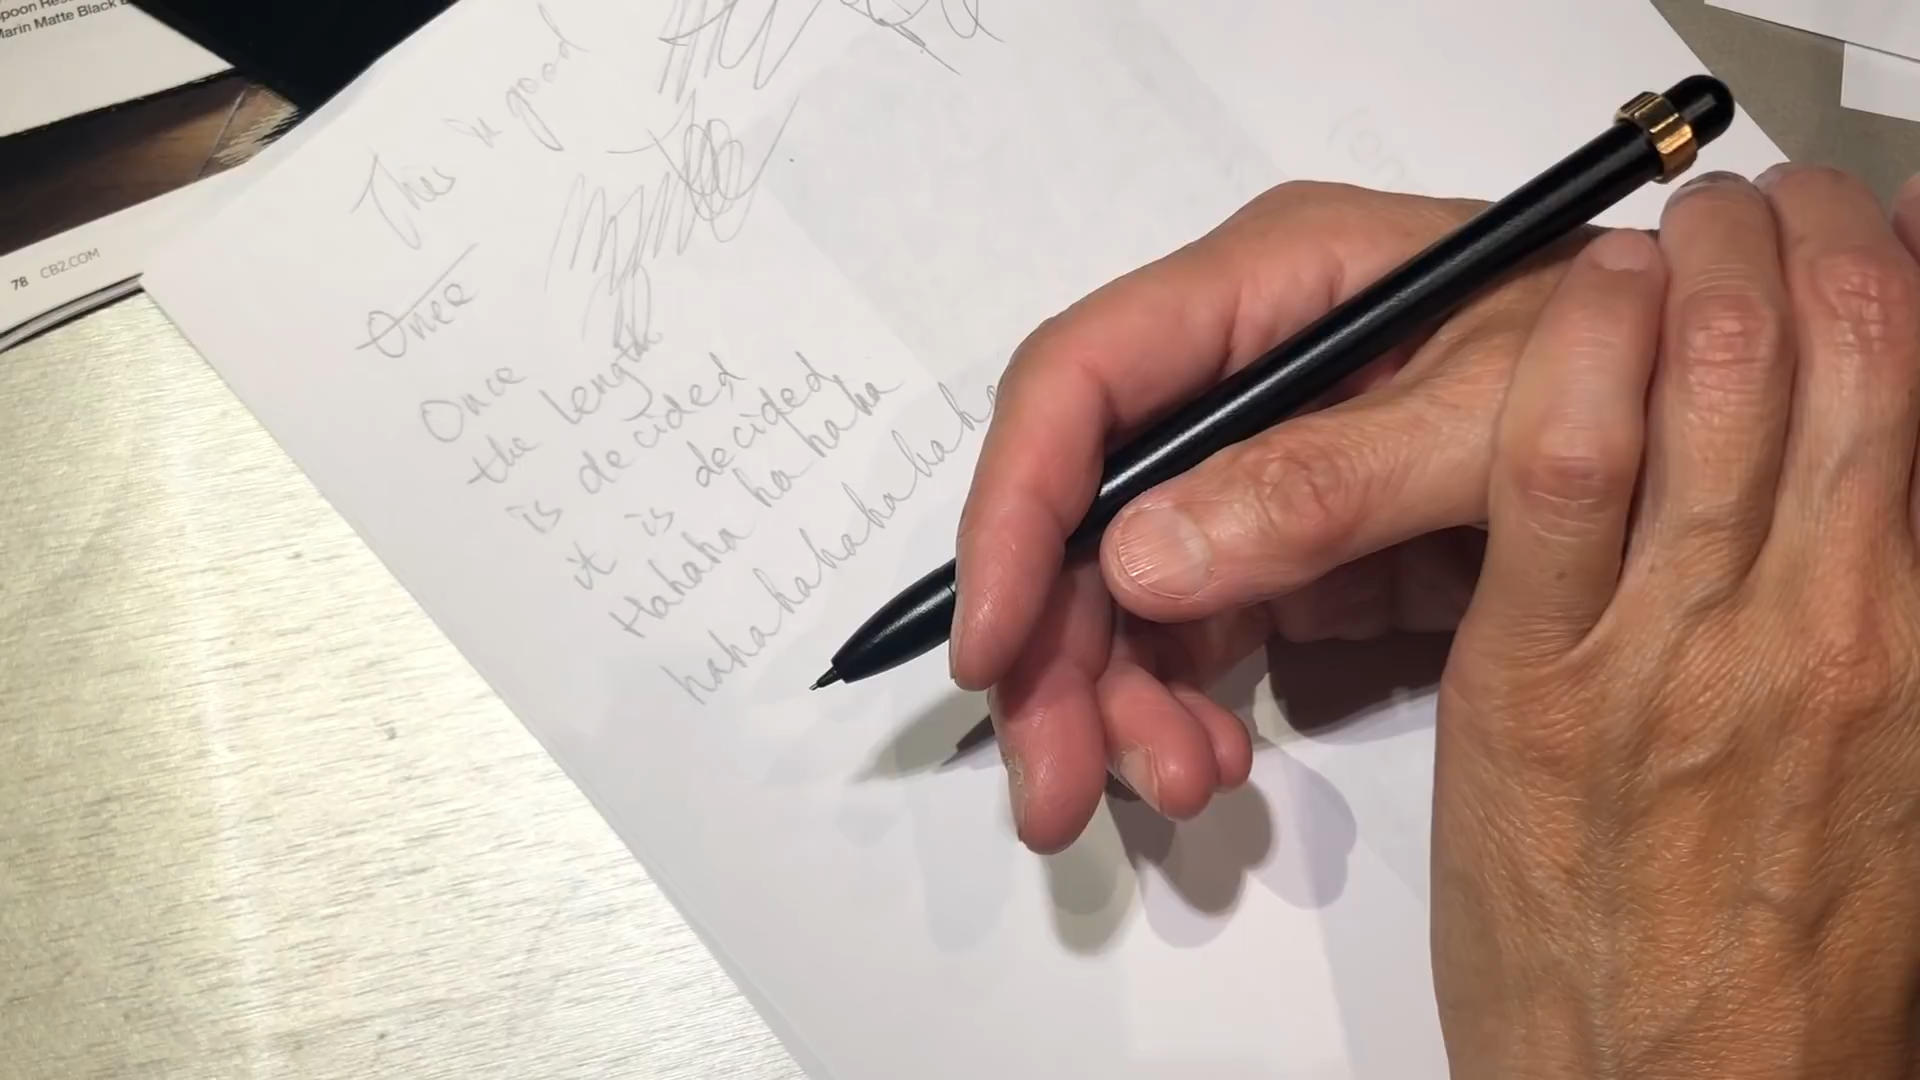 Marin Matte Black
78 CB2.COM
This is good
Once
Once
the length
is decided
it is decided
Hahaha ha haha
hahahahahahahaha